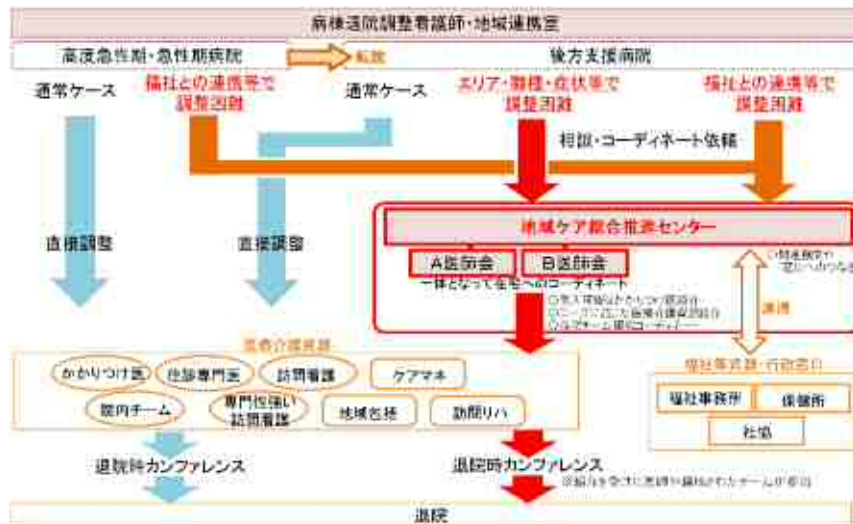 病棟退院調整看護師・地域連携室
高度急性期・急性期病院
転院
後方支援病院
通常ケース
福祉との連携等で
調整困難
通常ケース
エリア・職種・症状等で
調整困難
福祉との連携等で
調整困難
相談・コーディネート依頼
地域ケア総合推進センター
直接調整
直接調整
A医師会
B医師会
一体となって在宅へのコーディネート
連携
医療介護資源
かかりつけ医
往診専門医
訪問看護
ケアマネ
院内チーム
専門性強い
訪問看護
地域包括
訪問リハ
福祉等資源・行政窓口
福祉事務所
保健所
社協
退院時カンファレンス
退院時カンファレンス
退院